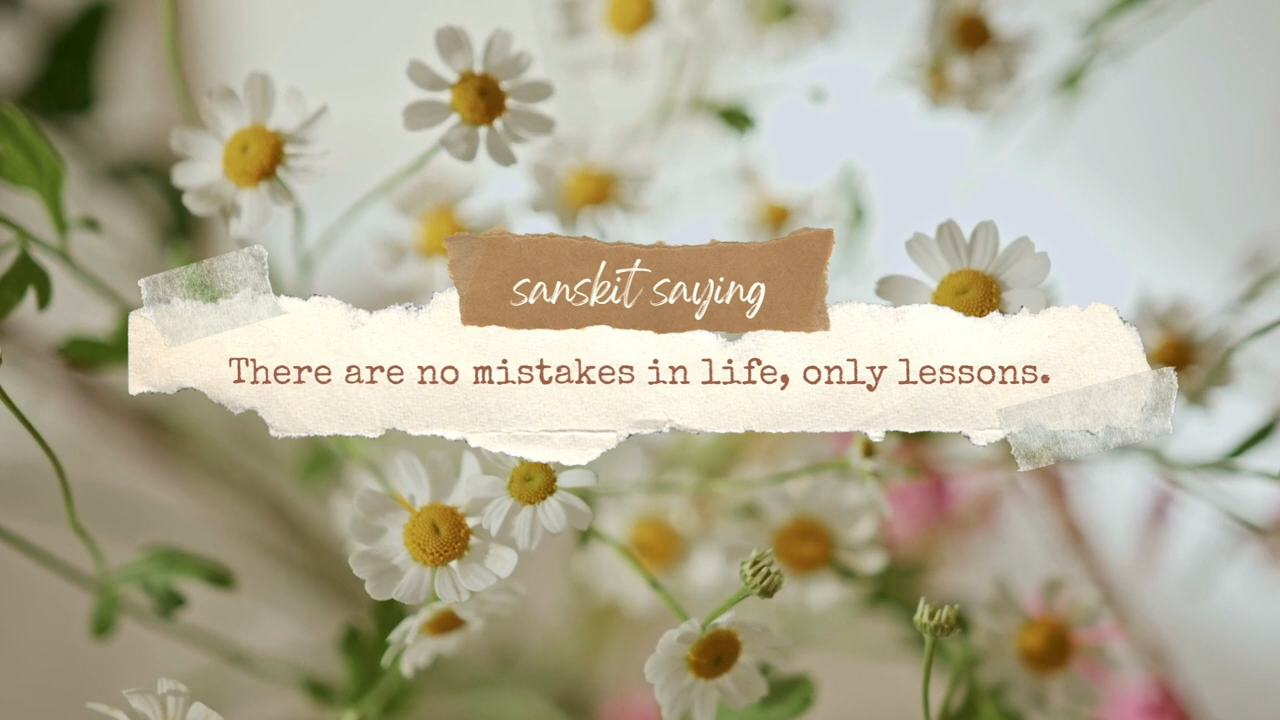 sanskit saying
There are no mistakes in life, only lessons.